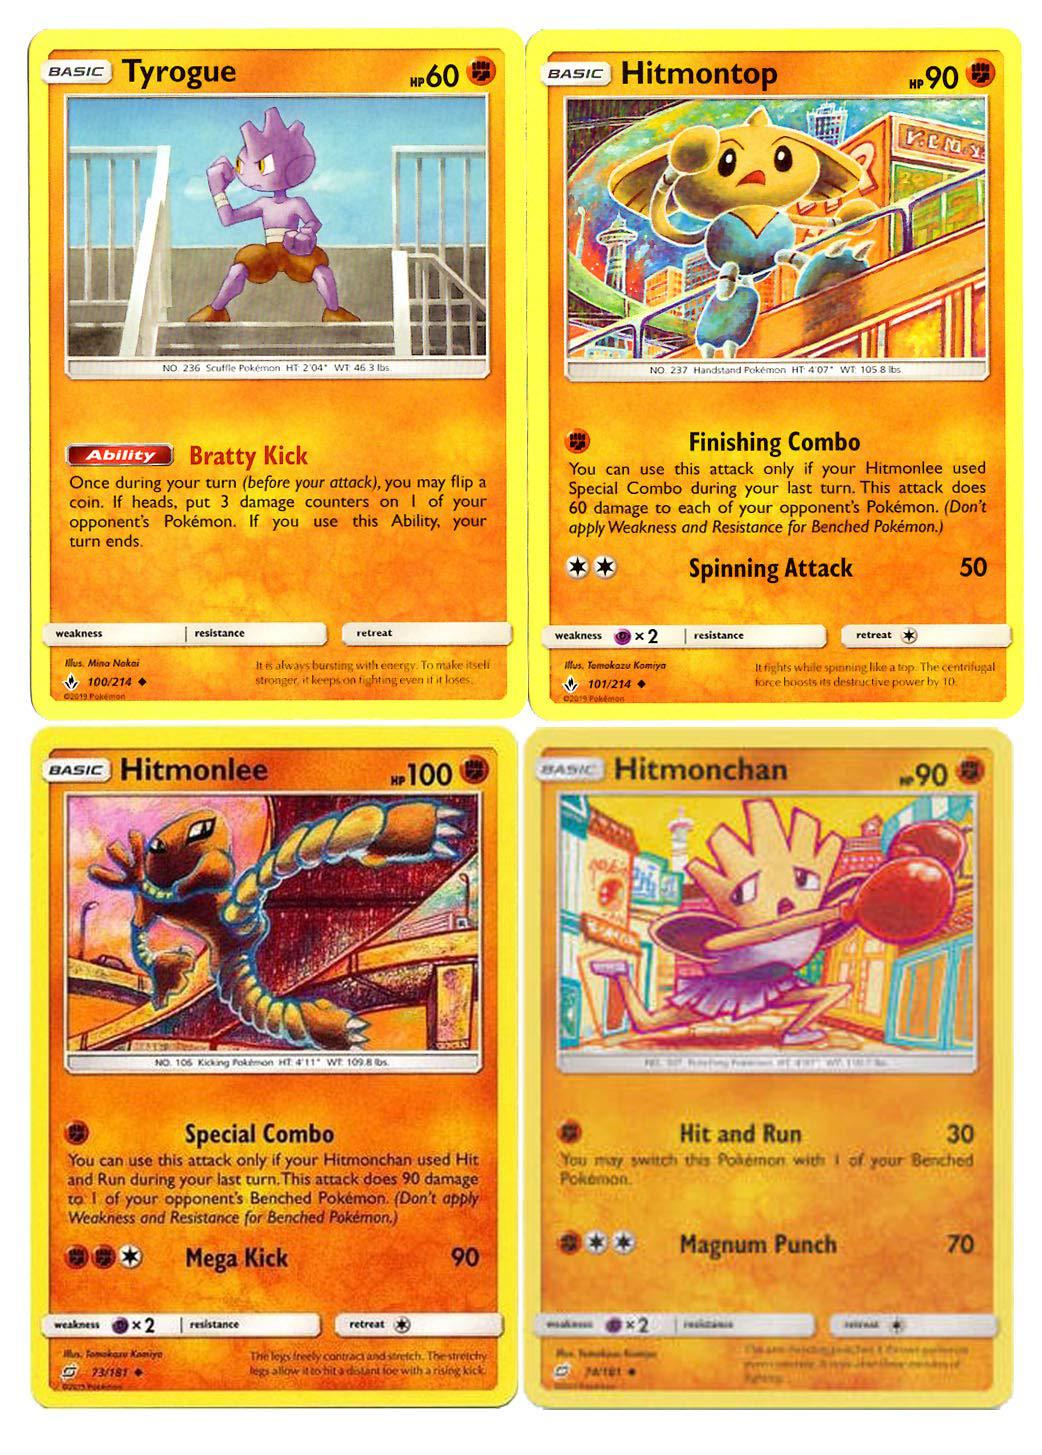 BASIC Tyrogue HP60
NO. 236 Scuffle Pokémon HT: 2'04" WT: 46.3 lbs.
Ability Bratty Kick
Once during your turn (before your attack), you may flip a
coin. If heads, put 3 damage counters on 1 of your
opponent's Pokémon. If you use this Ability, your
turn ends.
weakness resistance retreat
Illus. Mina Nakai
100/214
©2019 Pokémon
It is always bursting with energy. To make itself
stronger, it keeps on fighting even if it loses.
BASIC Hitmontop HP90
NO. 237 Handstand Pokémon HT: 4'07" WT: 105.8 lbs.
Finishing Combo
You can use this attack only if your Hitmonlee used
Special Combo during your last turn. This attack does
60 damage to each of your opponent's Pokémon. (Don't
apply Weakness and Resistance for Benched Pokémon.)
Spinning Attack 50
weakness ×2 resistance retreat
Illus. Tomokazu Komiya
101/214
©2019 Pokémon
It fights while spinning like a top. The centrifugal
force boosts its destructive power by 10.
BASIC Hitmonlee HP100
NO. 106 Kicking Pokémon HT: 4'11" WT: 109.8 lbs.
Special Combo
You can use this attack only if your Hitmonchan used Hit
and Run during your last turn. This attack does 90 damage
to 1 of your opponent's Benched Pokémon. (Don't apply
Weakness and Resistance for Benched Pokémon.)
Mega Kick 90
weakness ×2 resistance retreat
Illus. Tomokazu Komiya
73/181
©2019 Pokémon
The legs freely contract and stretch. The stretchy
legs allow it to hit a distant foe with a rising kick.
BASIC Hitmonchan HP90
NO. 107 Punching Pokémon HT:
Hit and Run 30
You may switch this Pokémon with 1 of your Benched
Pokémon.
Magnum Punch 70
weakness ×2 resistance retreat
Illus. Tomokazu Komiya
74/181